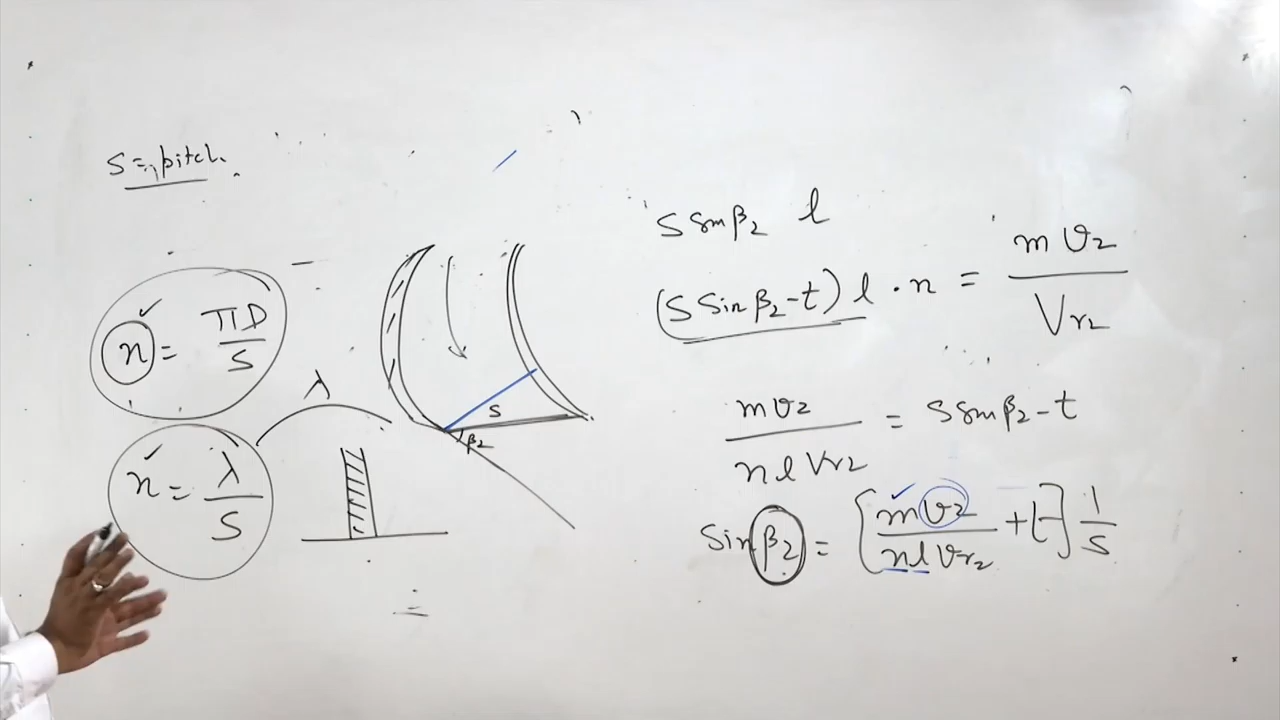 S = pitch.
n = πD/S
n = λ/S
λ
S
β₂
S Sin β₂ l
(S Sin β₂ - t) l · n = m v₂ / Vr₂
m v₂ / n l Vr₂ = S Sin β₂ - t
Sin β₂ = [m v₂ / n l Vr₂ + t] 1/S